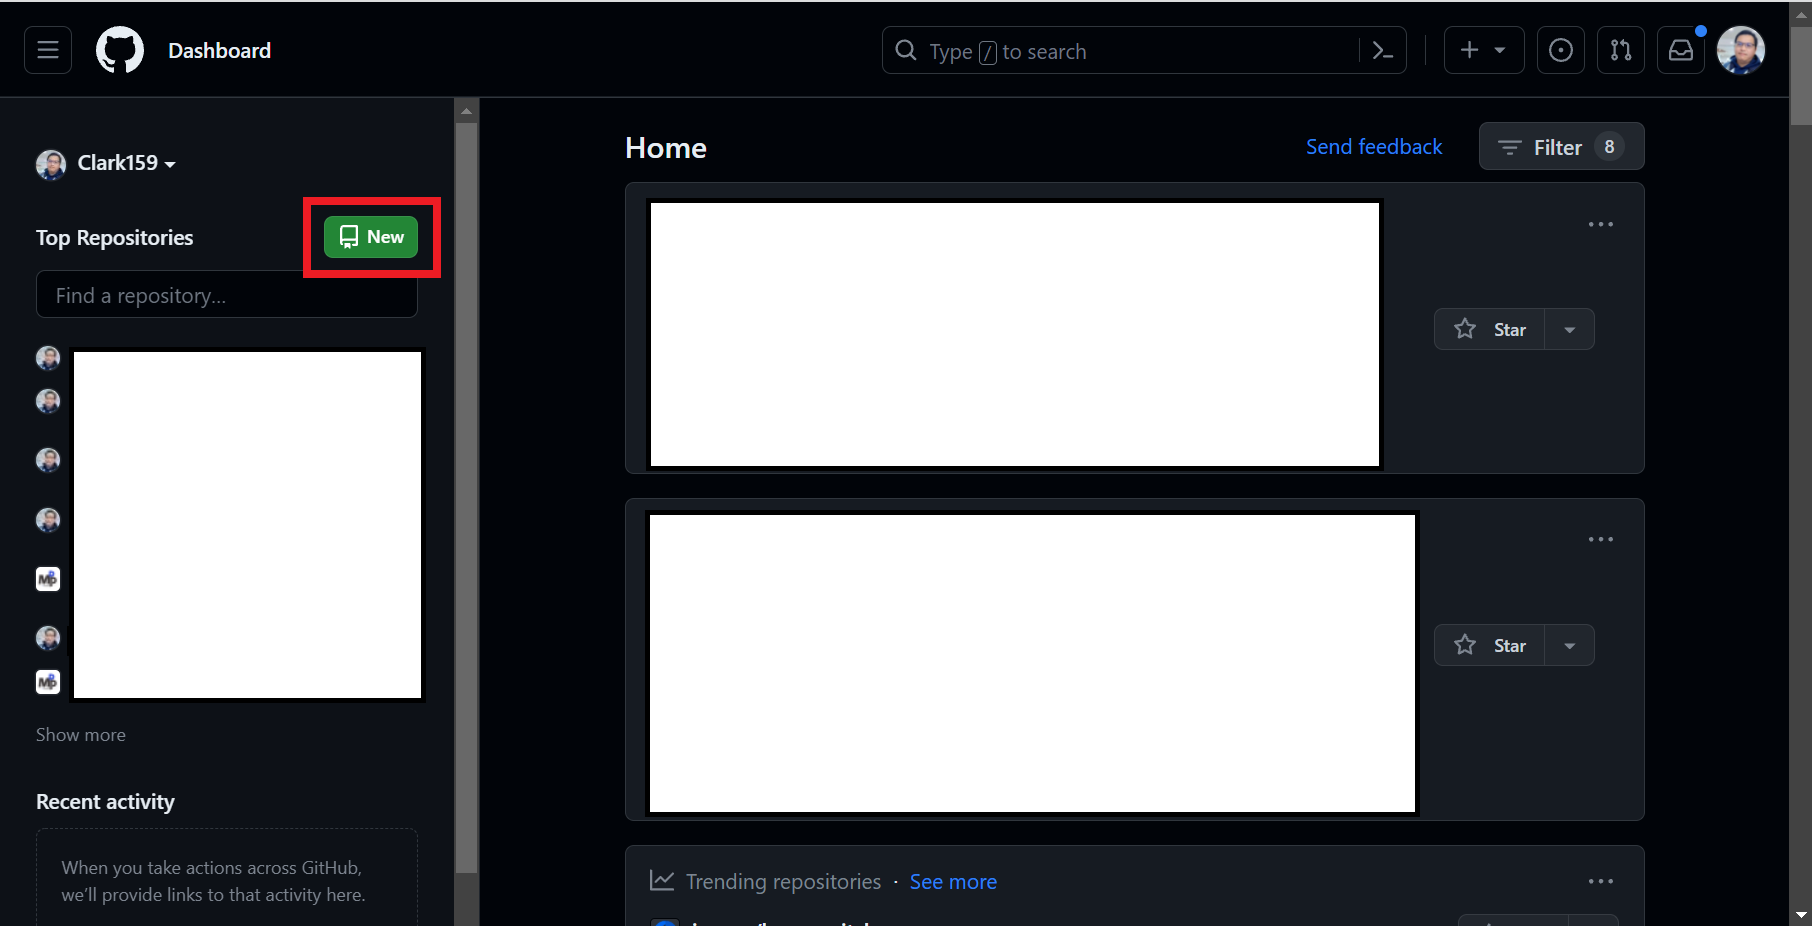 Dashboard
Type / to search
Clark159
Top Repositories
New
Find a repository...
Show more
Recent activity
When you take actions across GitHub,
we'll provide links to that activity here.
Home
Send feedback
Filter 8
Star
Star
Trending repositories · See more